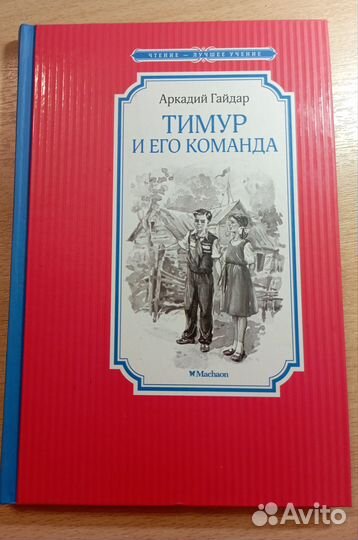 ЧТЕНИЕ – ЛУЧШЕЕ УЧЕНИЕ
Аркадий Гайдар
ТИМУР
И ЕГО КОМАНДА
Machaon
Avito